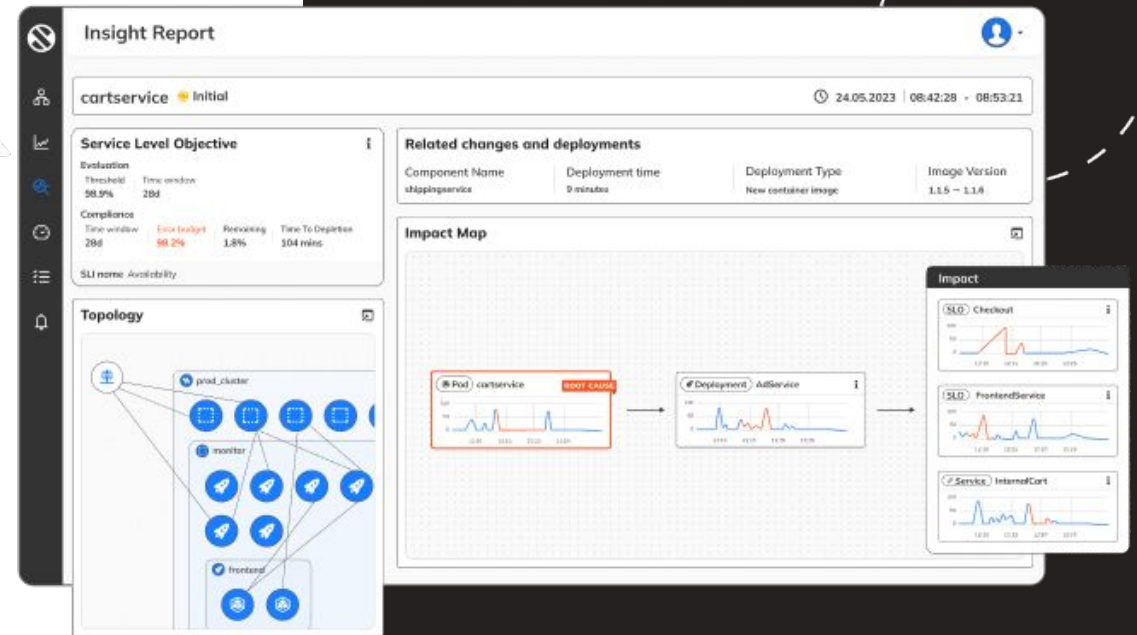 Insight Report
cartservice Initial
24.05.2023 08:42:28 - 08:53:21
Service Level Objective
Evaluation
Threshold Time window
98.9% 28d
Compliance
Time window Error budget Remaining Time To Depletion
28d 98.2% 1.8% 104 mins
SLI name Availability
Related changes and deployments
Component Name Deployment time Deployment Type Image Version
shippingservice 9 minutes New container image 1.1.5 — 1.1.6
Topology
prod_cluster
monitor
frontend
Impact Map
Pod cartservice ROOT CAUSE
Deployment AdService
Impact
SLO Checkout
SLO FrontendService
Service InternalCart